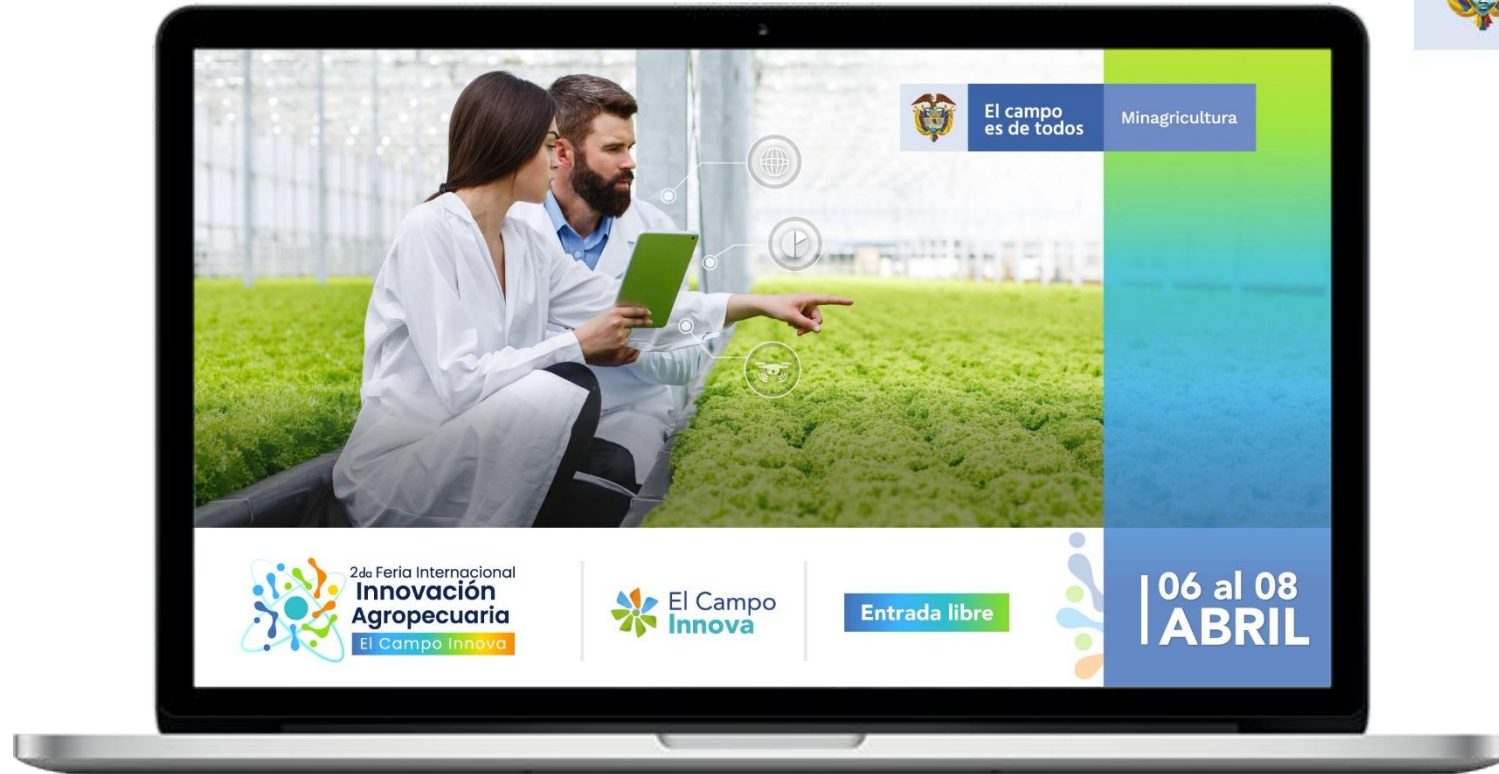 El campo
es de todos
Minagricultura
2da Feria Internacional
Innovación
Agropecuaria
El Campo Innova
El Campo
Innova
Entrada libre
06 al 08
ABRIL